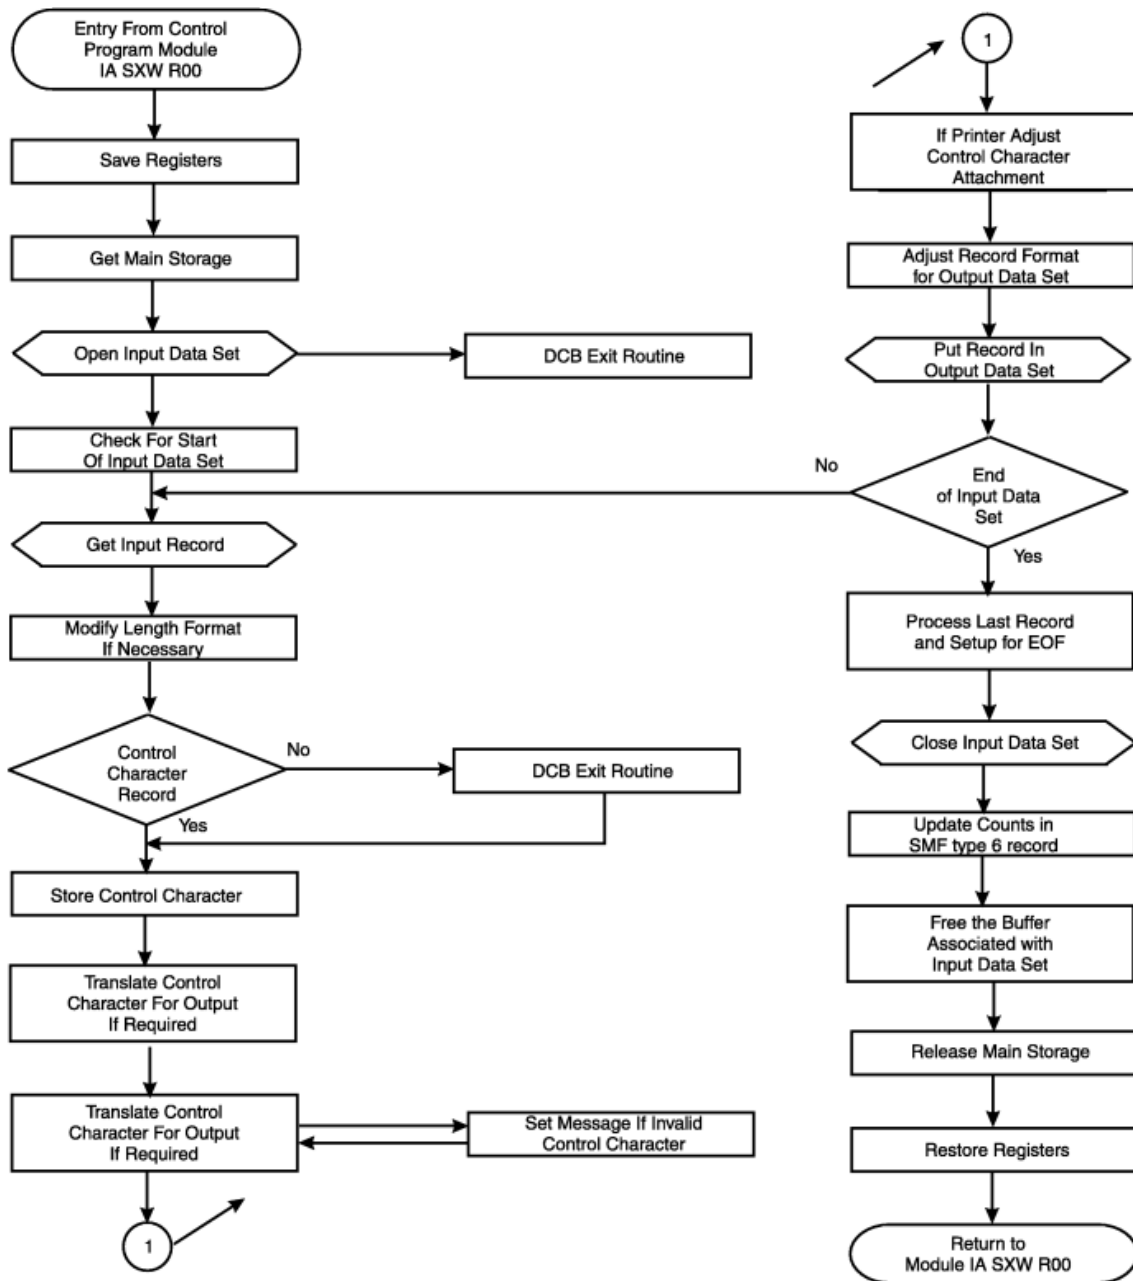 Entry From Control
Program Module
IA SXW R00
Save Registers
Get Main Storage
Open Input Data Set
DCB Exit Routine
Check For Start
Of Input Data Set
Get Input Record
Modify Length Format
If Necessary
Control
Character
Record
No
DCB Exit Routine
Yes
Store Control Character
Translate Control
Character For Output
If Required
Translate Control
Character For Output
If Required
Set Message If Invalid
Control Character
1
1
If Printer Adjust
Control Character
Attachment
Adjust Record Format
for Output Data Set
Put Record In
Output Data Set
No
End
of Input Data
Set
Yes
Process Last Record
and Setup for EOF
Close Input Data Set
Update Counts in
SMF type 6 record
Free the Buffer
Associated with
Input Data Set
Release Main Storage
Restore Registers
Return to
Module IA SXW R00